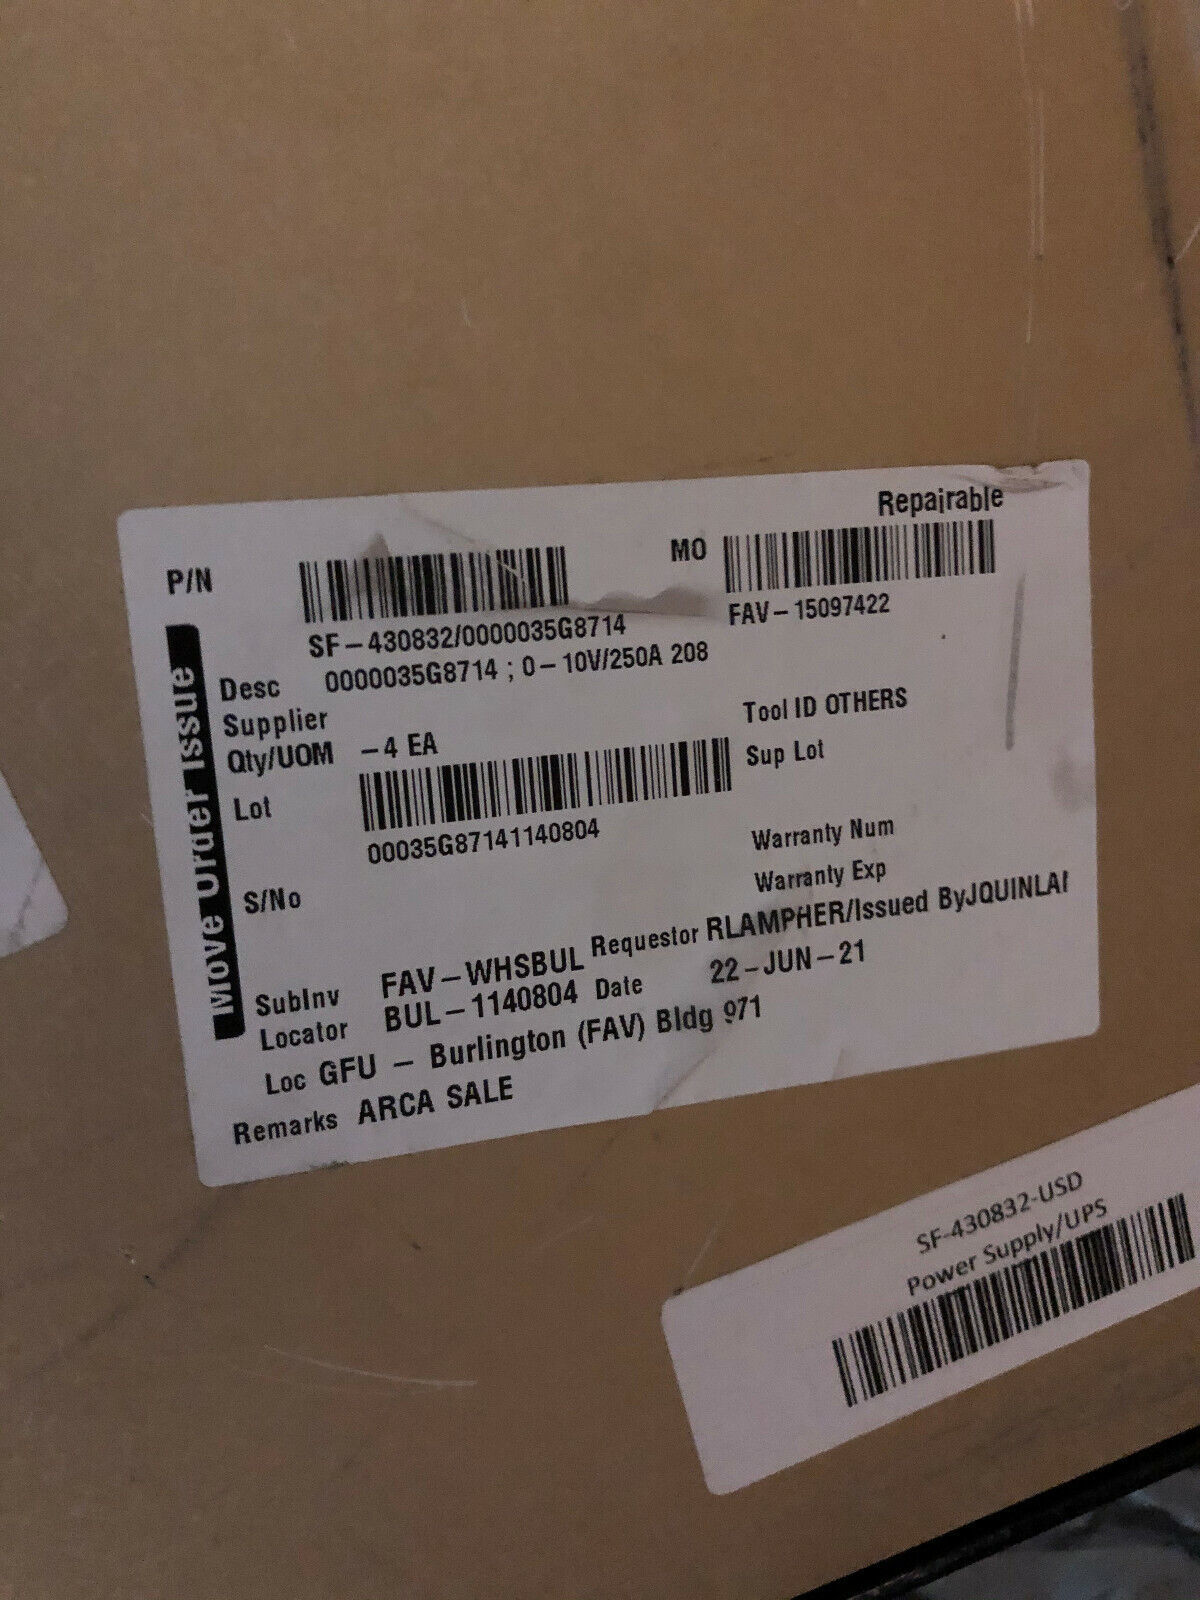 Repairable
P/N
MO
SF-430832/0000035G8714
FAV-15097422
Move Order Issue
Desc 0000035G8714 ; 0-10V/250A 208
Supplier
Tool ID OTHERS
Qty/UOM -4 EA
Sup Lot
Lot
00035G87141140804
Warranty Num
S/No
Warranty Exp
SubInv FAV-WHSBUL Requestor RLAMPHER/Issued By
Locator BUL-1140804 Date 22-JUN-21
Loc GFU - Burlington (FAV) Bldg 971
Remarks ARCA SALE
SF-430832-USD
Power Supply/UPS